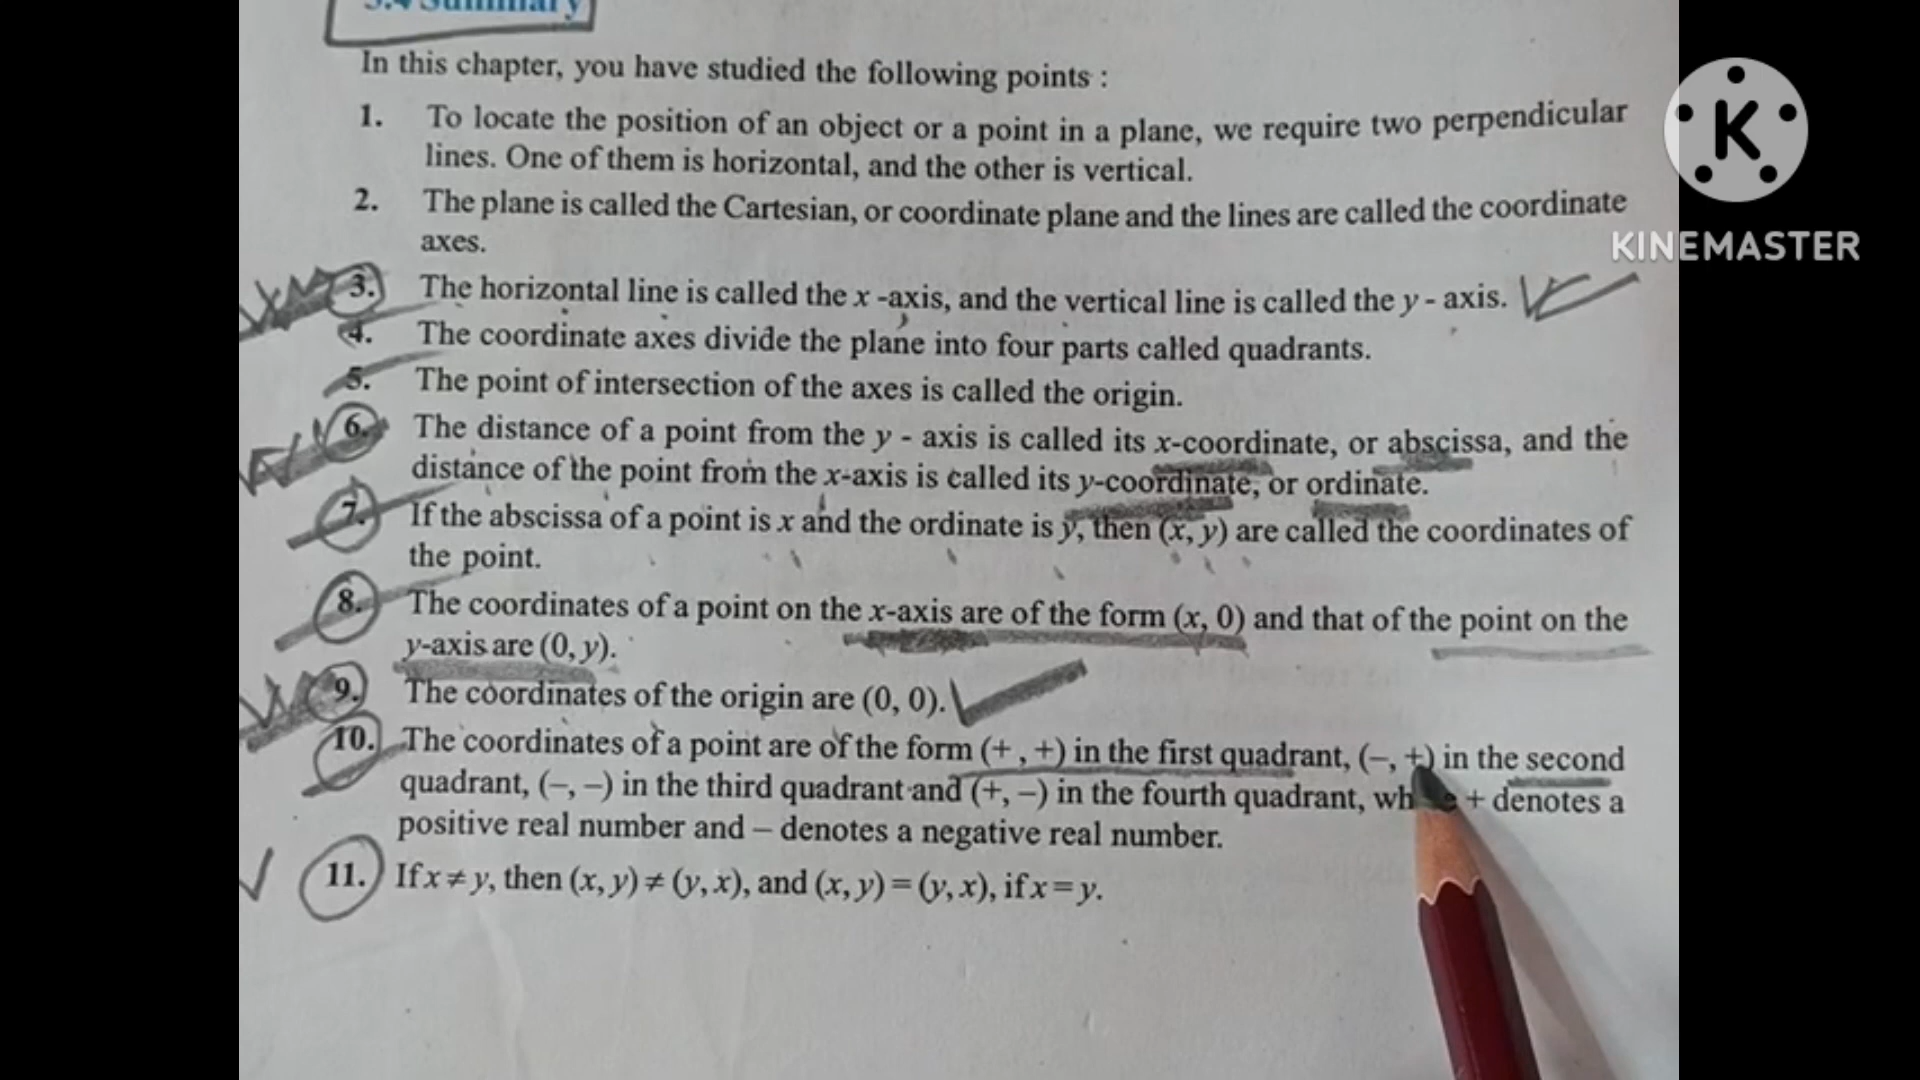 3.4 Summary
In this chapter, you have studied the following points :
1. To locate the position of an object or a point in a plane, we require two perpendicular
lines. One of them is horizontal, and the other is vertical.
2. The plane is called the Cartesian, or coordinate plane and the lines are called the coordinate
axes.
3. The horizontal line is called the x -axis, and the vertical line is called the y - axis.
4. The coordinate axes divide the plane into four parts called quadrants.
5. The point of intersection of the axes is called the origin.
6. The distance of a point from the y - axis is called its x-coordinate, or abscissa, and the
distance of the point from the x-axis is called its y-coordinate, or ordinate.
7. If the abscissa of a point is x and the ordinate is y, then (x, y) are called the coordinates of
the point.
8. The coordinates of a point on the x-axis are of the form (x, 0) and that of the point on the
y-axis are (0, y).
9. The coordinates of the origin are (0, 0).
10. The coordinates of a point are of the form (+ , +) in the first quadrant, (–, +) in the second
quadrant, (–, –) in the third quadrant and (+, –) in the fourth quadrant, + denotes a
positive real number and – denotes a negative real number.
11. If x ≠ y, then (x, y) ≠ (y, x), and (x, y) = (y, x), if x = y.
K
KINEMASTER